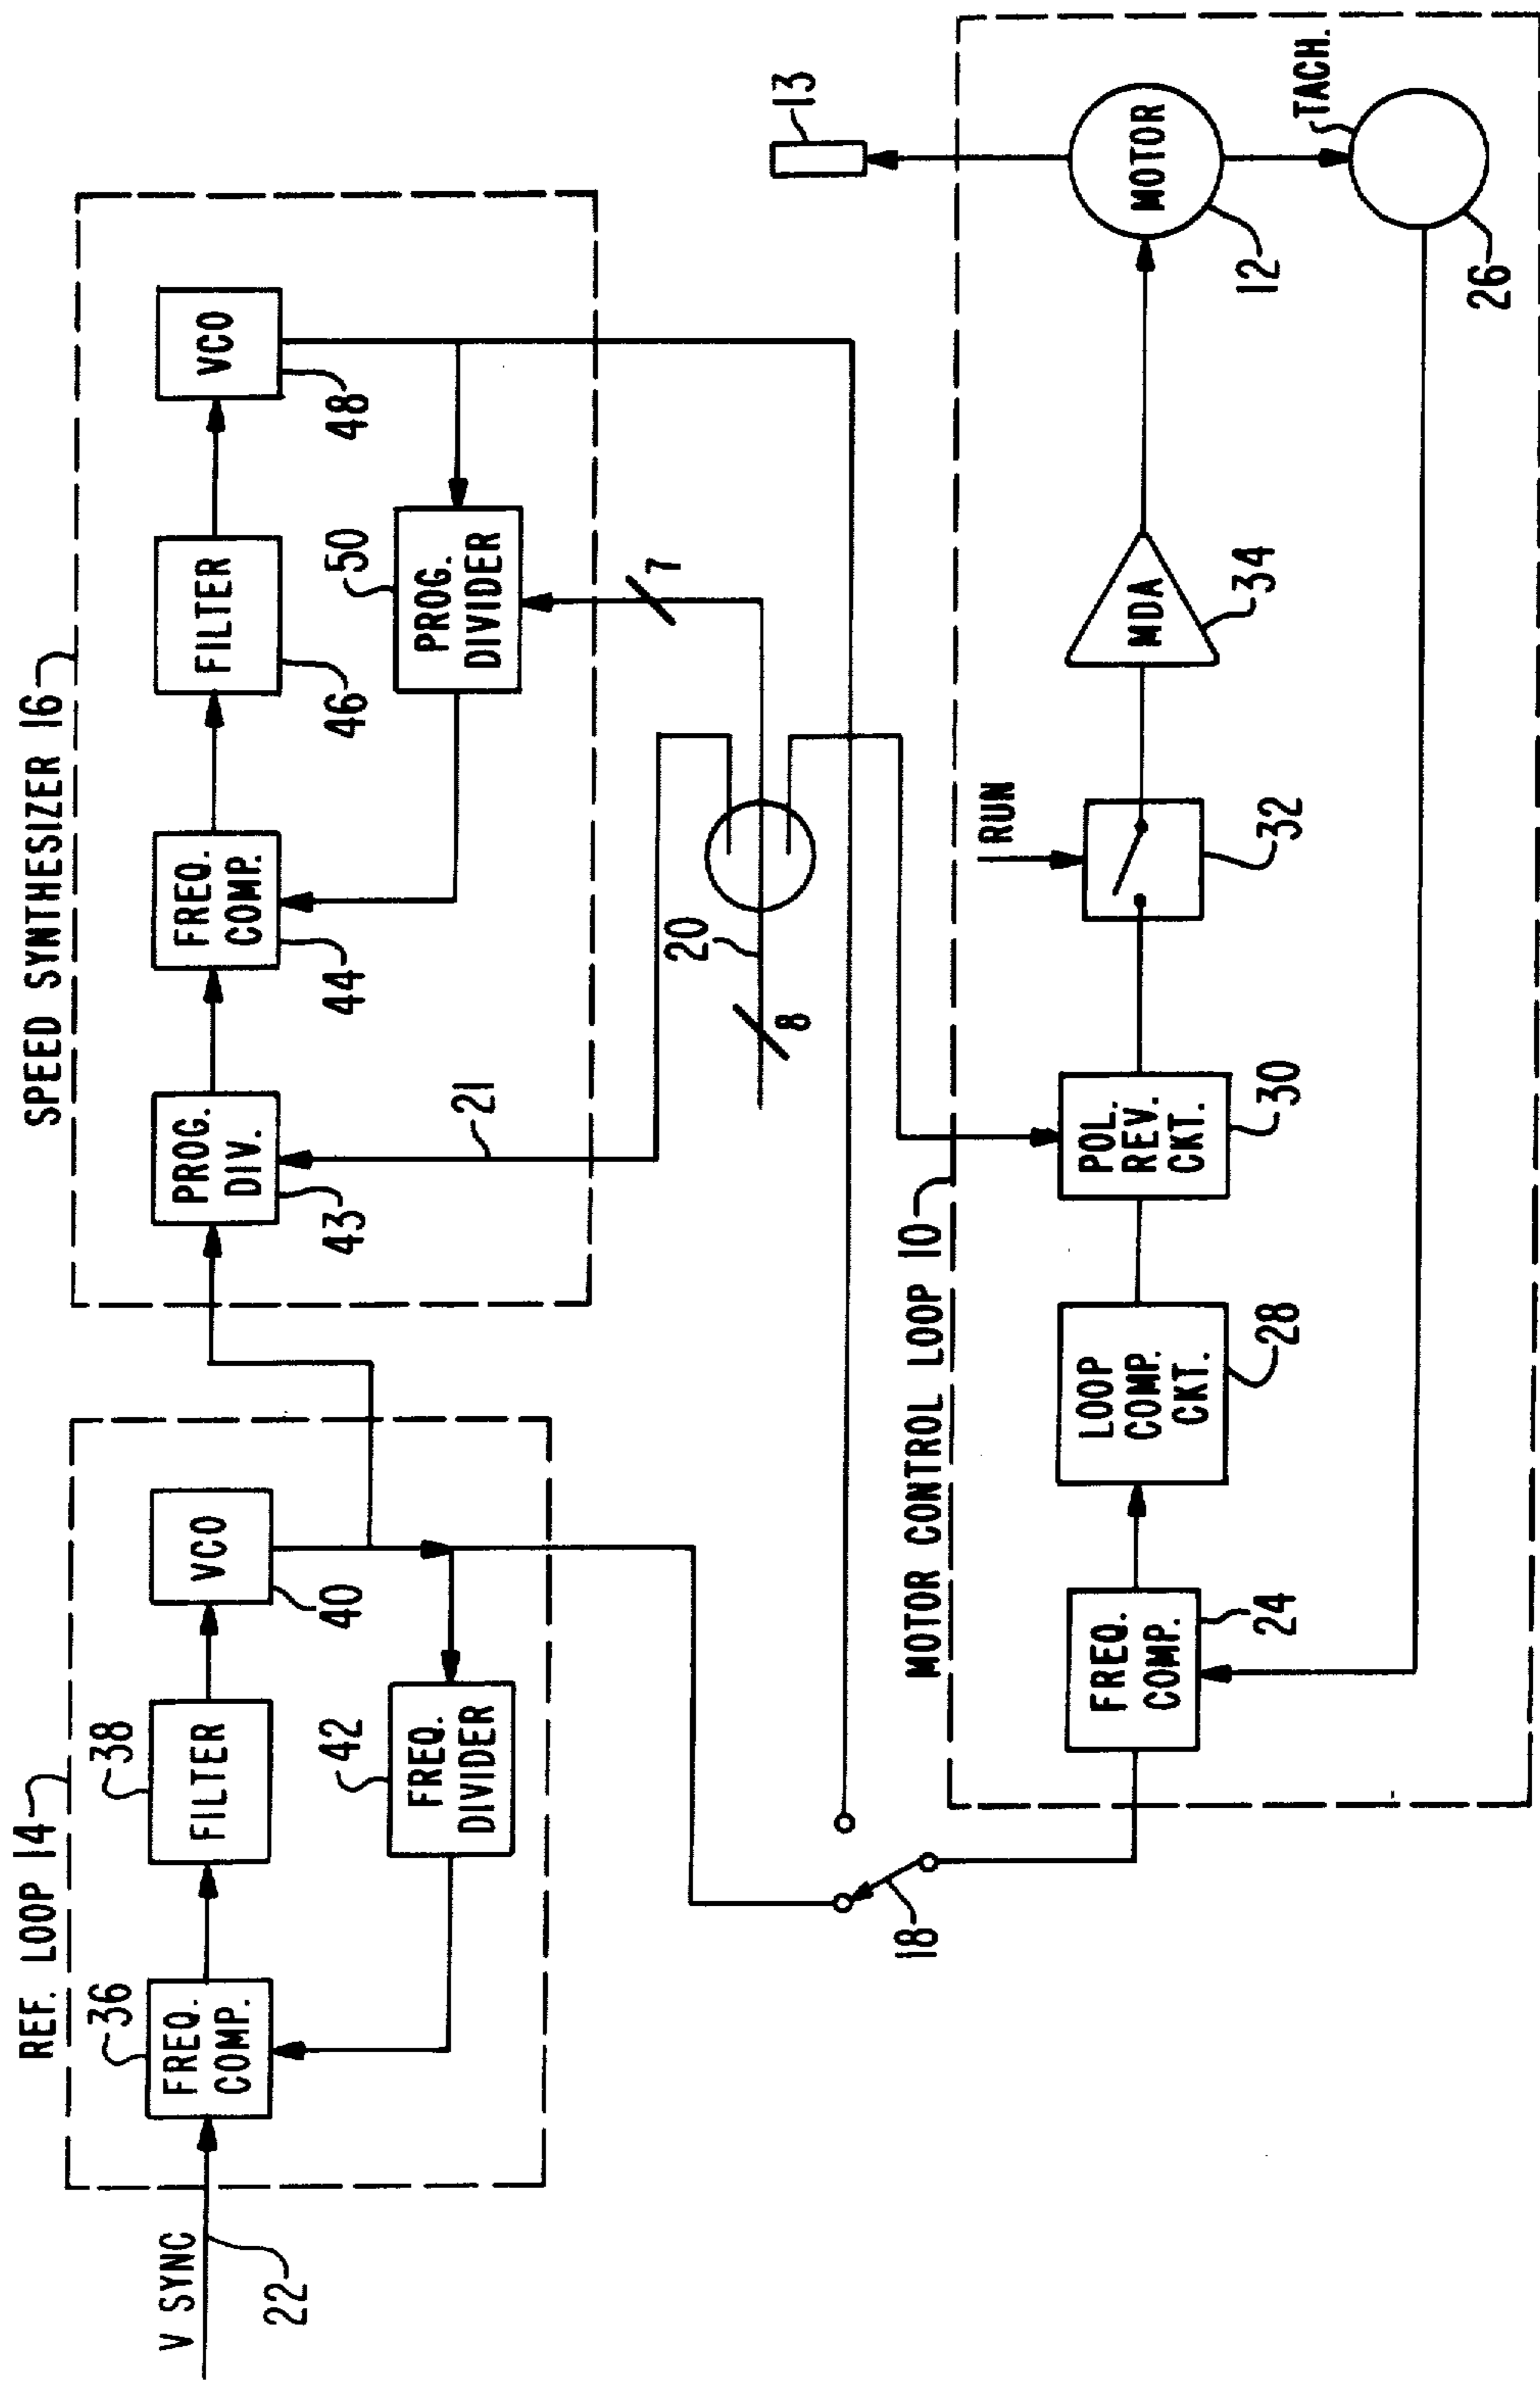 REF. LOOP 14
V SYNC
22
FREQ.
COMP.
36
FILTER
38
VCO
40
FREQ.
DIVIDER
42
SPEED SYNTHESIZER 16
PROG.
DIV.
43
FREQ.
COMP.
44
FILTER
46
VCO
48
PROG.
DIVIDER
50
21
20
8
7
18
MOTOR CONTROL LOOP 10
FREQ.
COMP.
24
LOOP
COMP.
CKT.
28
POL.
REV.
CKT.
30
RUN
32
MDA
34
MOTOR
12
13
TACH.
26